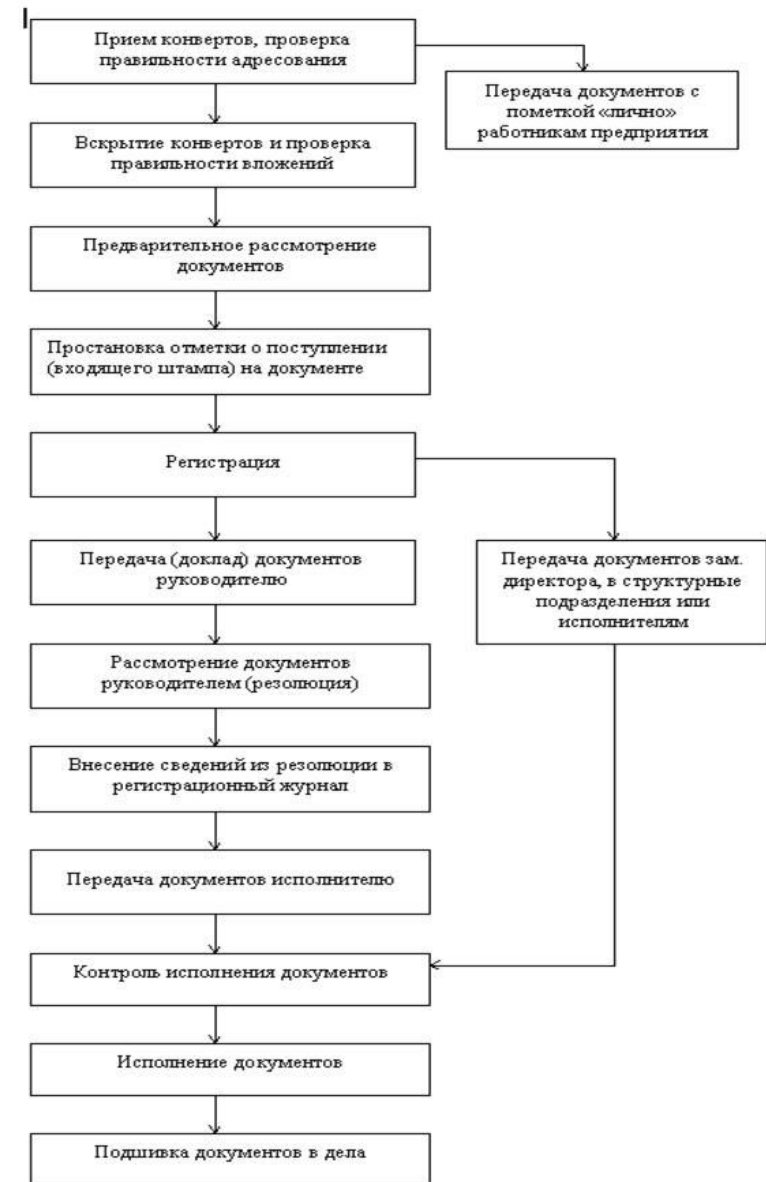 Прием конвертов, проверка
правильности адресования
Передача документов с
пометкой «лично»
работникам предприятия
Вскрытие конвертов и проверка
правильности вложений
Предварительное рассмотрение
документов
Простановка отметки о поступлении
(входящего штампа) на документе
Регистрация
Передача (доклад) документов
руководителю
Передача документов зам.
директора, в структурные
подразделения или
исполнителям
Рассмотрение документов
руководителем (резолюция)
Внесение сведений из резолюции в
регистрационный журнал
Передача документов исполнителю
Контроль исполнения документов
Исполнение документов
Подшивка документов в дела